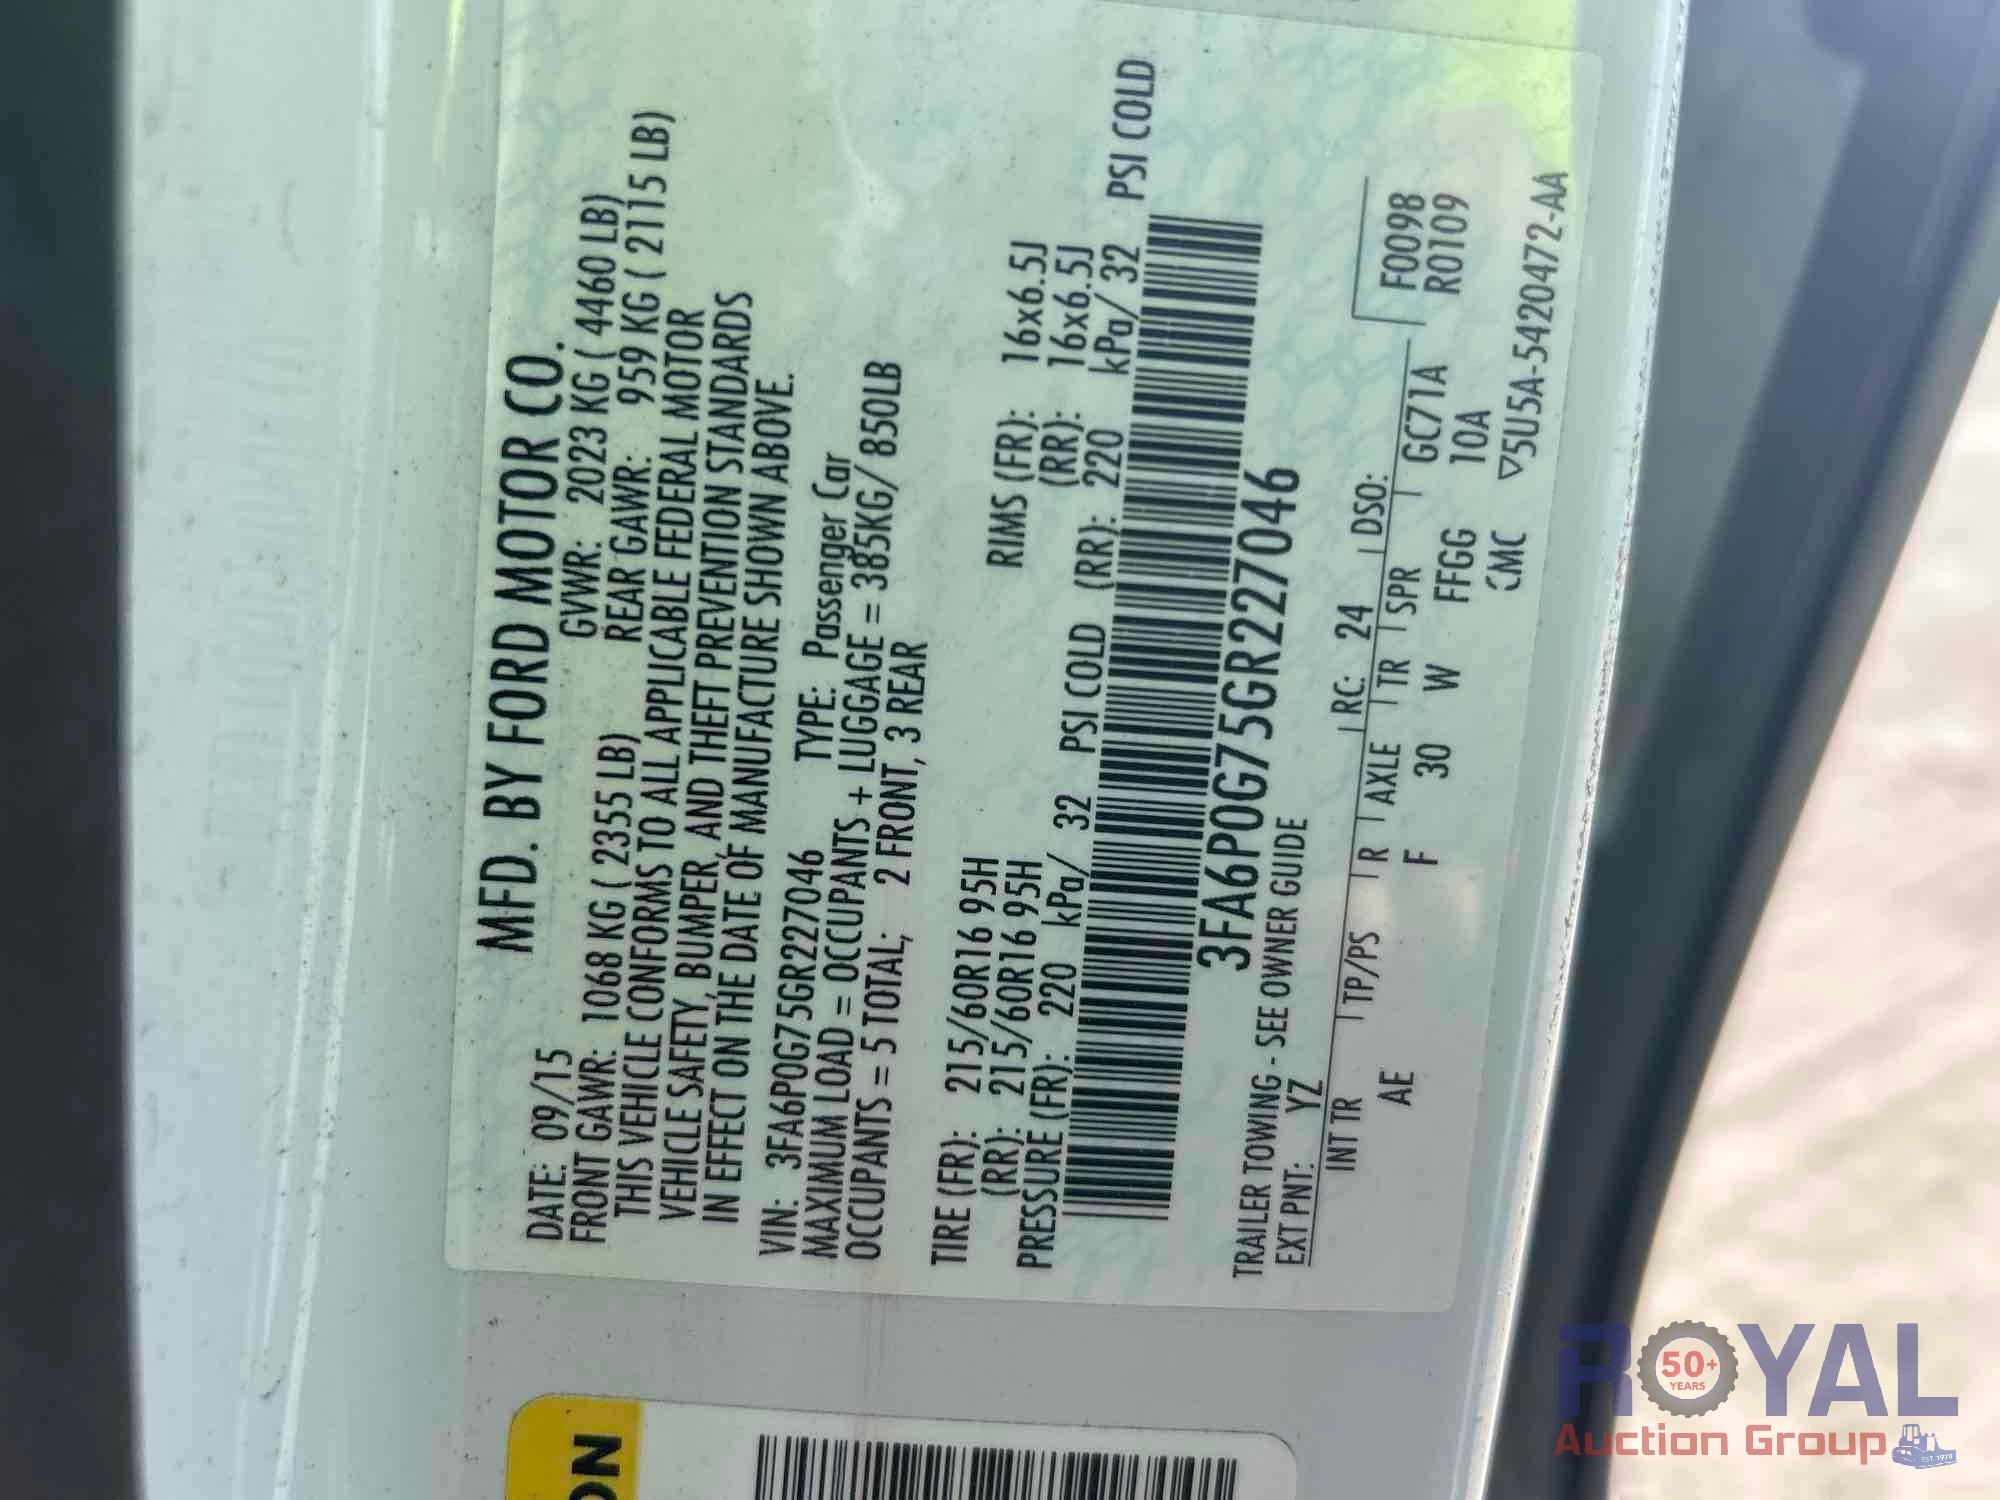 MFD. BY FORD MOTOR CO.
DATE: 09/15 GVWR: 2023 KG ( 4460 LB)
FRONT GAWR: 1068 KG ( 2355 LB) REAR GAWR: 959 KG ( 2115 LB)
THIS VEHICLE CONFORMS TO ALL APPLICABLE FEDERAL MOTOR
VEHICLE SAFETY, BUMPER, AND THEFT PREVENTION STANDARDS
IN EFFECT ON THE DATE OF MANUFACTURE SHOWN ABOVE.
VIN: 3FA6P0G75GR227046 TYPE: Passenger Car
MAXIMUM LOAD = OCCUPANTS + LUGGAGE = 385KG/ 850LB
OCCUPANTS = 5 TOTAL; 2 FRONT, 3 REAR
TIRE (FR): 215/60R16 95H RIMS (FR): 16x6.5J
(RR): 215/60R16 95H (RR): 16x6.5J
PRESSURE (FR): 220 kPa/ 32 PSI COLD (RR): 220 kPa/ 32 PSI COLD
3FA6P0G75GR227046
TRAILER TOWING - SEE OWNER GUIDE
EXT PNT: YZ RC: 24 DSO:
INT TR TP/PS R AXLE TR SPR GC71A F0098
AE F 30 W FFGG 10A R0109
CMC ▽5U5A-5420472-AA
ON
ROYAL
50+
YEARS
Auction Group
EST. 1970